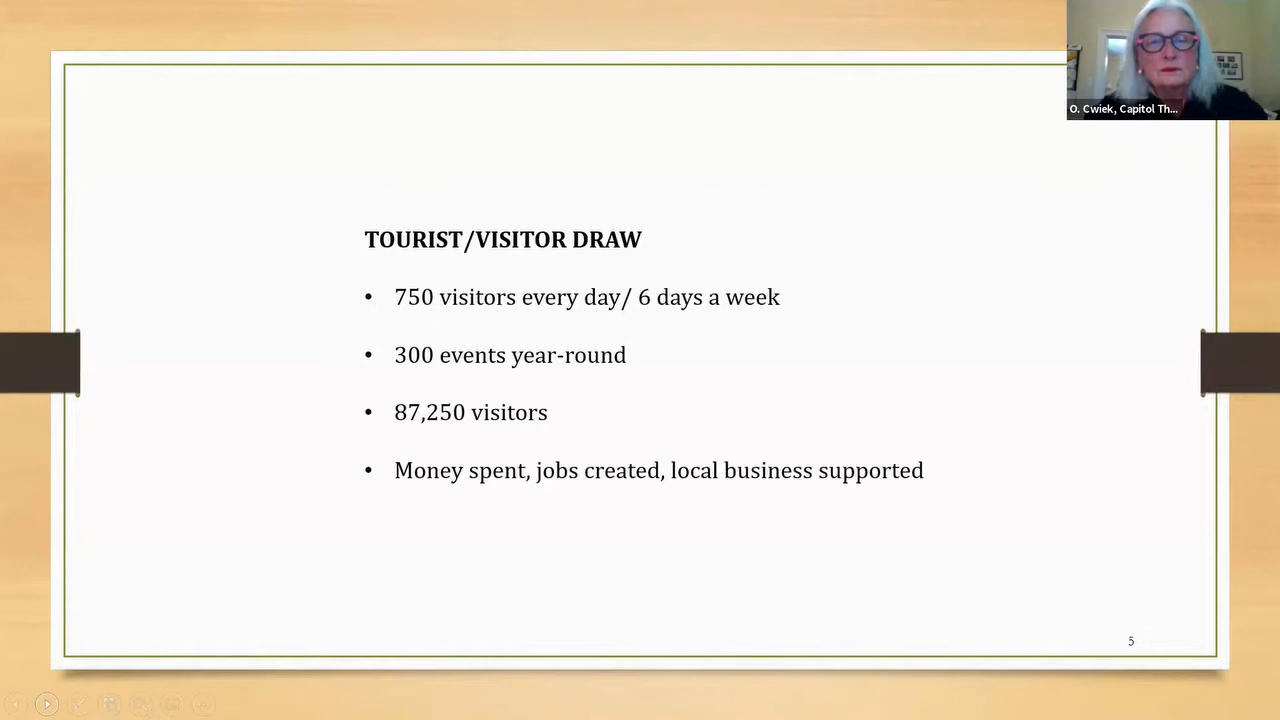 O. Cwiek, Capitol Th...
TOURIST/VISITOR DRAW
• 750 visitors every day/ 6 days a week
• 300 events year-round
• 87,250 visitors
• Money spent, jobs created, local business supported
5